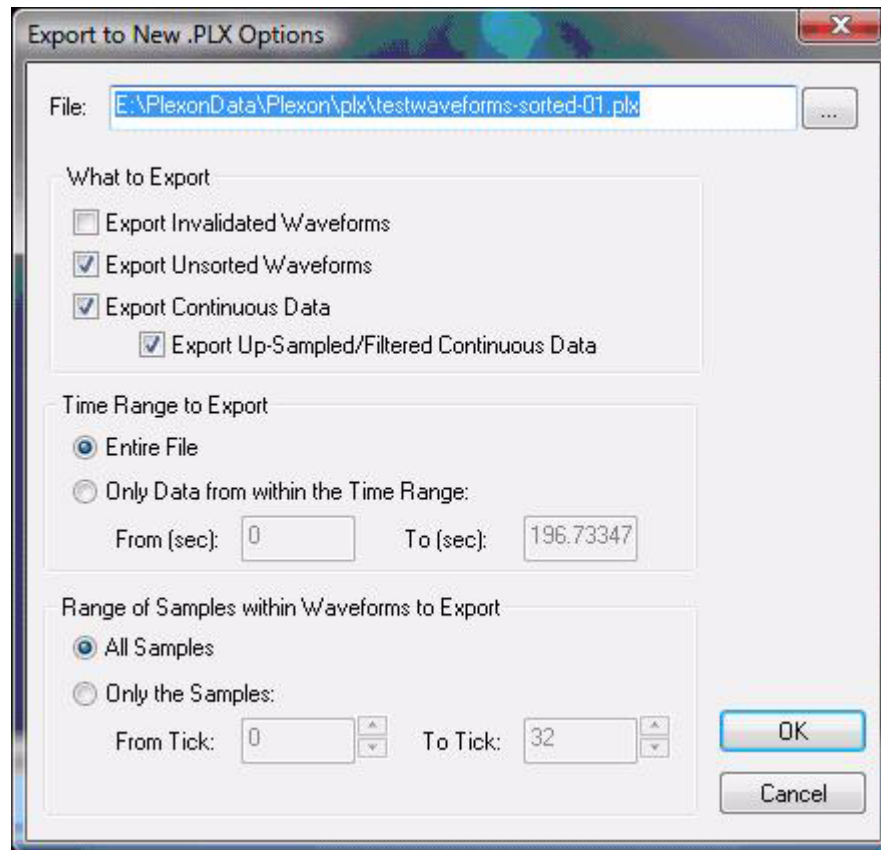 Export to New .PLX Options
File: E:\PlexonData\Plexon\plx\testwaveforms-sorted-01.plx ...
What to Export
Export Invalidated Waveforms
Export Unsorted Waveforms
Export Continuous Data
Export Up-Sampled/Filtered Continuous Data
Time Range to Export
Entire File
Only Data from within the Time Range:
From (sec): 0 To (sec): 196.73347
Range of Samples within Waveforms to Export
All Samples
Only the Samples:
From Tick: 0 To Tick: 32
OK
Cancel